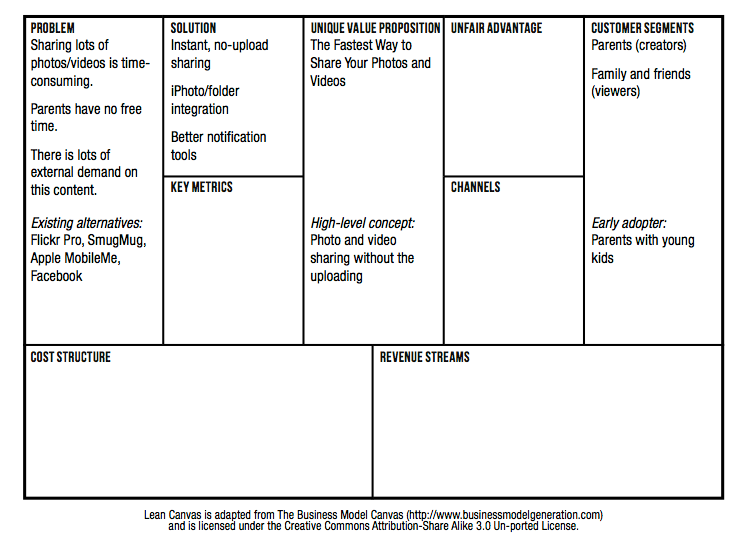 PROBLEM
Sharing lots of
photos/videos is time-
consuming.
Parents have no free
time.
There is lots of
external demand on
this content.
Existing alternatives:
Flickr Pro, SmugMug,
Apple MobileMe,
Facebook
SOLUTION
Instant, no-upload
sharing
iPhoto/folder
integration
Better notification
tools
KEY METRICS
UNIQUE VALUE PROPOSITION
The Fastest Way to
Share Your Photos and
Videos
High-level concept:
Photo and video
sharing without the
uploading
UNFAIR ADVANTAGE
CHANNELS
CUSTOMER SEGMENTS
Parents (creators)
Family and friends
(viewers)
Early adopter:
Parents with young
kids
COST STRUCTURE
REVENUE STREAMS
Lean Canvas is adapted from The Business Model Canvas (http://www.businessmodelgeneration.com)
and is licensed under the Creative Commons Attribution-Share Alike 3.0 Un-ported License.